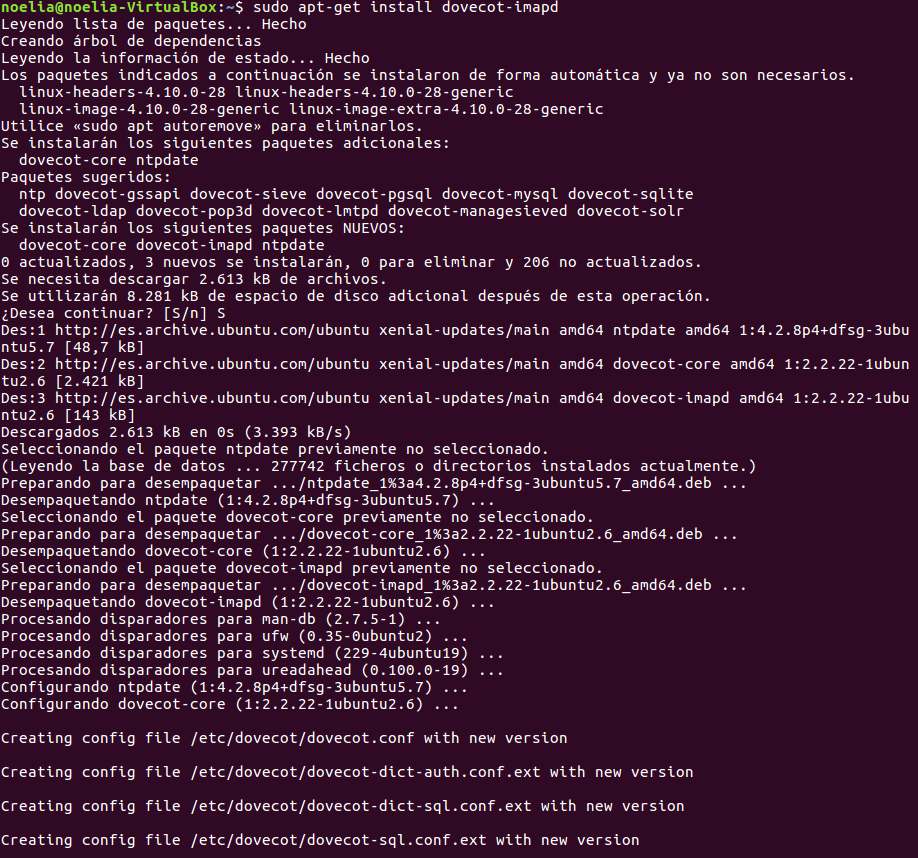 noelia@noelia-VirtualBox:~$ sudo apt-get install dovecot-imapd
Leyendo lista de paquetes... Hecho
Creando árbol de dependencias
Leyendo la información de estado... Hecho
Los paquetes indicados a continuación se instalaron de forma automática y ya no son necesarios.
  linux-headers-4.10.0-28 linux-headers-4.10.0-28-generic
  linux-image-4.10.0-28-generic linux-image-extra-4.10.0-28-generic
Utilice «sudo apt autoremove» para eliminarlos.
Se instalarán los siguientes paquetes adicionales:
  dovecot-core ntpdate
Paquetes sugeridos:
  ntp dovecot-gssapi dovecot-sieve dovecot-pgsql dovecot-mysql dovecot-sqlite
  dovecot-ldap dovecot-pop3d dovecot-lmtpd dovecot-managesieved dovecot-solr
Se instalarán los siguientes paquetes NUEVOS:
  dovecot-core dovecot-imapd ntpdate
0 actualizados, 3 nuevos se instalarán, 0 para eliminar y 206 no actualizados.
Se necesita descargar 2.613 kB de archivos.
Se utilizarán 8.281 kB de espacio de disco adicional después de esta operación.
¿Desea continuar? [S/n] S
Des:1 http://es.archive.ubuntu.com/ubuntu xenial-updates/main amd64 ntpdate amd64 1:4.2.8p4+dfsg-3ubu
ntu5.7 [48,7 kB]
Des:2 http://es.archive.ubuntu.com/ubuntu xenial-updates/main amd64 dovecot-core amd64 1:2.2.22-1ubun
tu2.6 [2.421 kB]
Des:3 http://es.archive.ubuntu.com/ubuntu xenial-updates/main amd64 dovecot-imapd amd64 1:2.2.22-1ubu
ntu2.6 [143 kB]
Descargados 2.613 kB en 0s (3.393 kB/s)
Seleccionando el paquete ntpdate previamente no seleccionado.
(Leyendo la base de datos ... 277742 ficheros o directorios instalados actualmente.)
Preparando para desempaquetar .../ntpdate_1%3a4.2.8p4+dfsg-3ubuntu5.7_amd64.deb ...
Desempaquetando ntpdate (1:4.2.8p4+dfsg-3ubuntu5.7) ...
Seleccionando el paquete dovecot-core previamente no seleccionado.
Preparando para desempaquetar .../dovecot-core_1%3a2.2.22-1ubuntu2.6_amd64.deb ...
Desempaquetando dovecot-core (1:2.2.22-1ubuntu2.6) ...
Seleccionando el paquete dovecot-imapd previamente no seleccionado.
Preparando para desempaquetar .../dovecot-imapd_1%3a2.2.22-1ubuntu2.6_amd64.deb ...
Desempaquetando dovecot-imapd (1:2.2.22-1ubuntu2.6) ...
Procesando disparadores para man-db (2.7.5-1) ...
Procesando disparadores para ufw (0.35-0ubuntu2) ...
Procesando disparadores para systemd (229-4ubuntu19) ...
Procesando disparadores para ureadahead (0.100.0-19) ...
Configurando ntpdate (1:4.2.8p4+dfsg-3ubuntu5.7) ...
Configurando dovecot-core (1:2.2.22-1ubuntu2.6) ...

Creating config file /etc/dovecot/dovecot.conf with new version

Creating config file /etc/dovecot/dovecot-dict-auth.conf.ext with new version

Creating config file /etc/dovecot/dovecot-dict-sql.conf.ext with new version

Creating config file /etc/dovecot/dovecot-sql.conf.ext with new version